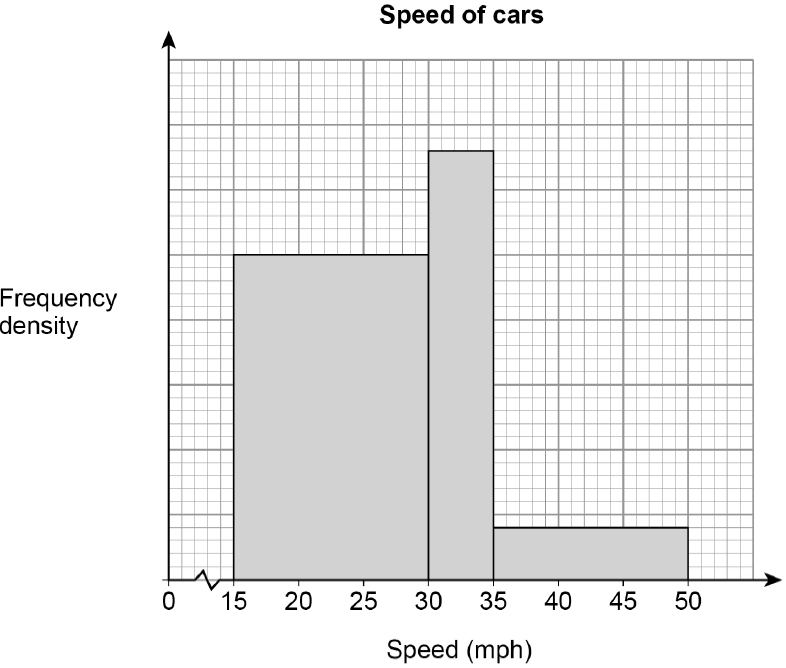 Speed of cars
Frequency
density
0 15 20 25 30 35 40 45 50
Speed (mph)